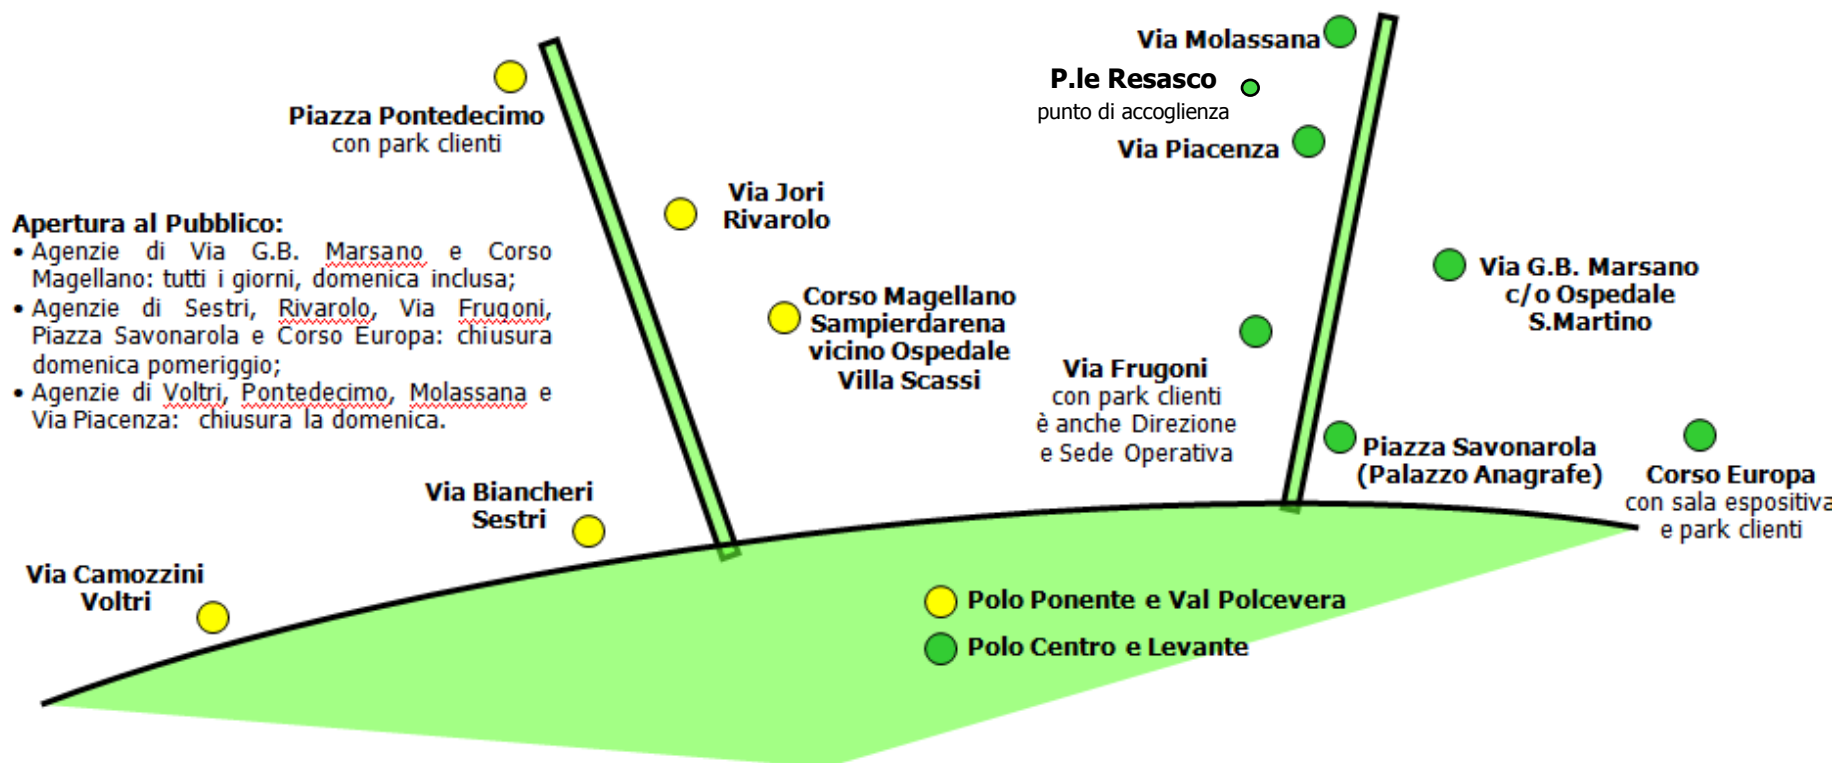 Via Molassana
P.le Resasco
punto di accoglienza
Via Piacenza
Piazza Pontedecimo
con park clienti
Via Jori
Rivarolo
Apertura al Pubblico:
• Agenzie di Via G.B. Marsano e Corso
Magellano: tutti i giorni, domenica inclusa;
• Agenzie di Sestri, Rivarolo, Via Frugoni,
Piazza Savonarola e Corso Europa: chiusura
domenica pomeriggio;
• Agenzie di Voltri, Pontedecimo, Molassana e
Via Piacenza: chiusura la domenica.
Corso Magellano
Sampierdarena
vicino Ospedale
Villa Scassi
Via G.B. Marsano
c/o Ospedale
S.Martino
Via Frugoni
con park clienti
è anche Direzione
e Sede Operativa
Piazza Savonarola
(Palazzo Anagrafe)
Corso Europa
con sala espositiva
e park clienti
Via Biancheri
Sestri
Via Camozzini
Voltri
Polo Ponente e Val Polcevera
Polo Centro e Levante